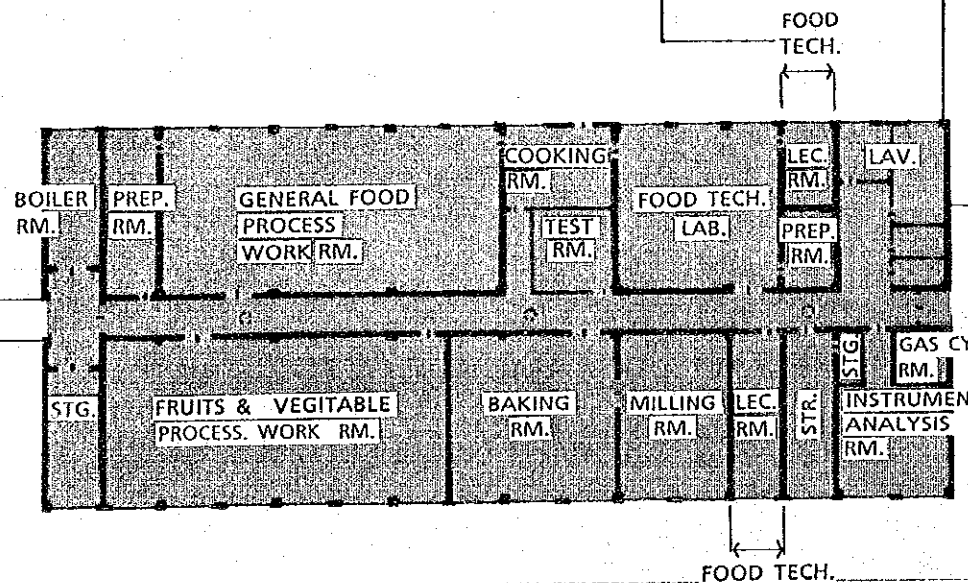 FOOD
TECH.
BOILER
RM.
PREP.
RM.
GENERAL FOOD
PROCESS
WORK RM.
COOKING
RM.
TEST
RM.
FOOD TECH.
LAB.
LEC.
RM.
PREP.
RM.
LAV.
STG.
FRUITS & VEGITABLE
PROCESS. WORK RM.
BAKING
RM.
MILLING
RM.
LEC.
RM.
STR.
STG.
GAS CY
RM.
INSTRUMEN
ANALYSIS
RM.
FOOD TECH.